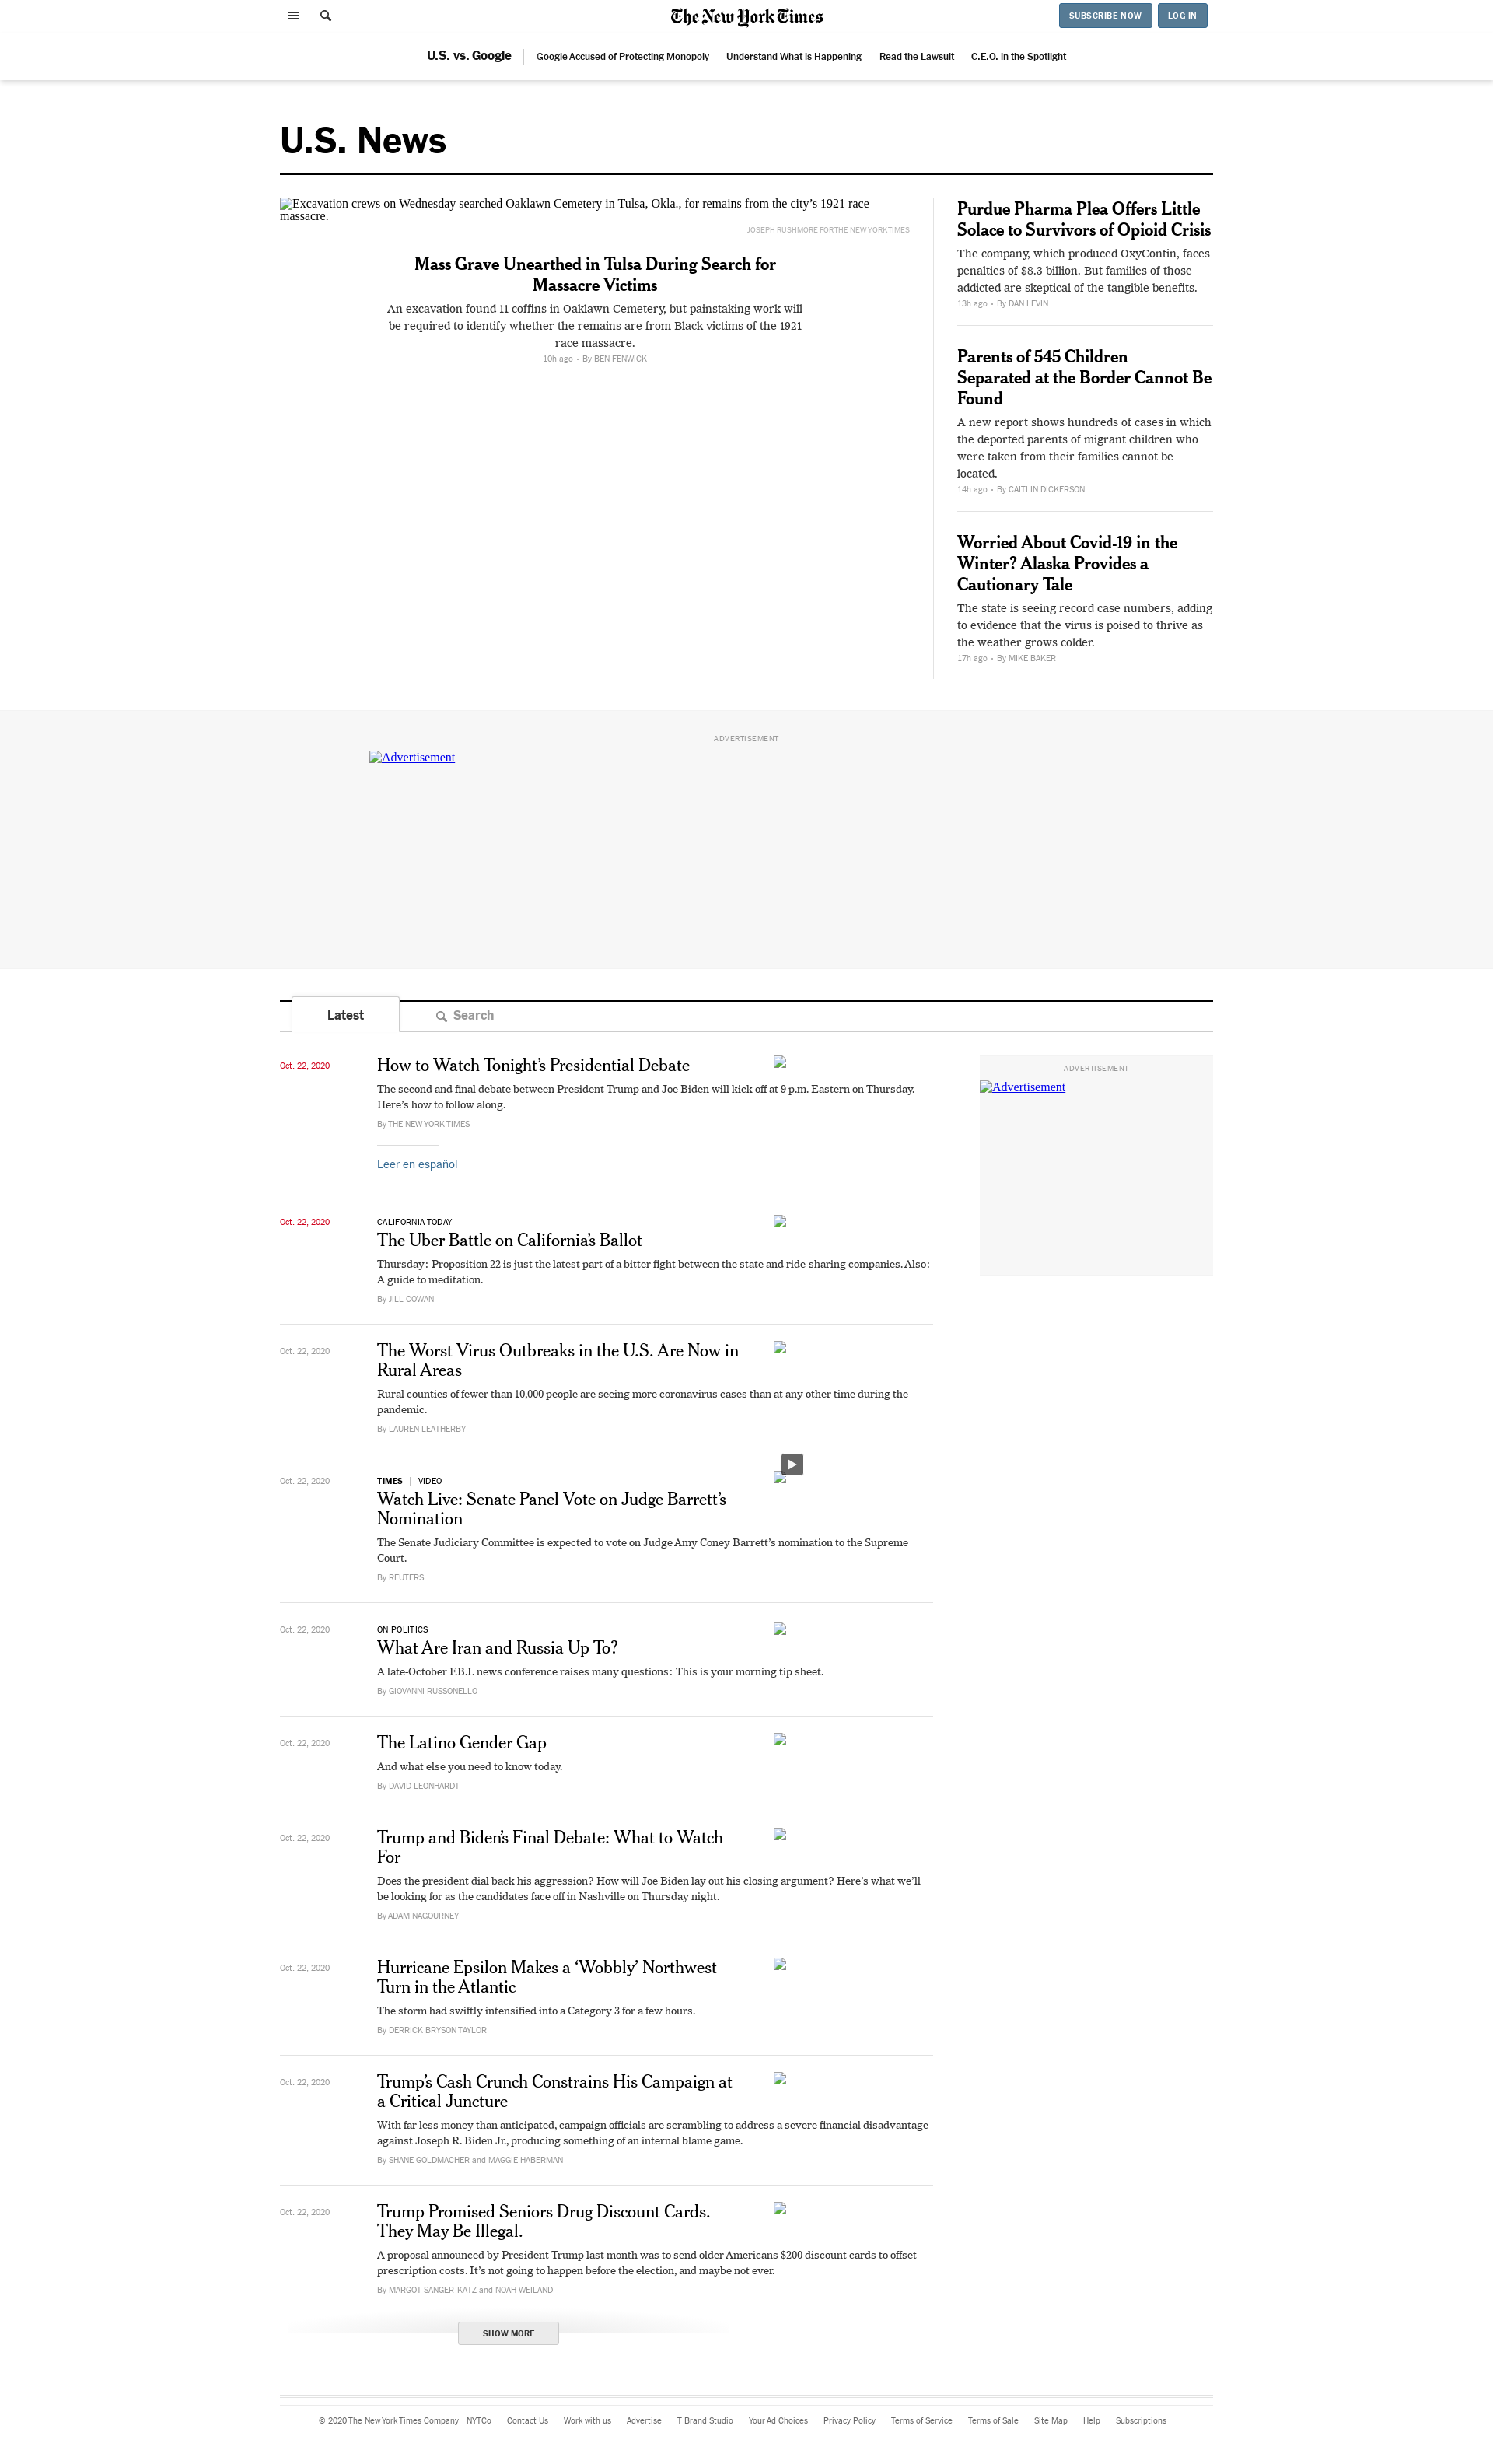 The New York Times
SUBSCRIBE NOW
LOG IN
U.S. vs. Google
Google Accused of Protecting Monopoly
Understand What is Happening
Read the Lawsuit
C.E.O. in the Spotlight
U.S. News
Excavation crews on Wednesday searched Oaklawn Cemetery in Tulsa, Okla., for remains from the city’s 1921 race
massacre.
JOSEPH RUSHMORE FOR THE NEW YORK TIMES
Mass Grave Unearthed in Tulsa During Search for
Massacre Victims
An excavation found 11 coffins in Oaklawn Cemetery, but painstaking work will
be required to identify whether the remains are from Black victims of the 1921
race massacre.
10h ago • By BEN FENWICK
Purdue Pharma Plea Offers Little
Solace to Survivors of Opioid Crisis
The company, which produced OxyContin, faces
penalties of $8.3 billion. But families of those
addicted are skeptical of the tangible benefits.
13h ago • By DAN LEVIN
Parents of 545 Children
Separated at the Border Cannot Be
Found
A new report shows hundreds of cases in which
the deported parents of migrant children who
were taken from their families cannot be
located.
14h ago • By CAITLIN DICKERSON
Worried About Covid-19 in the
Winter? Alaska Provides a
Cautionary Tale
The state is seeing record case numbers, adding
to evidence that the virus is poised to thrive as
the weather grows colder.
17h ago • By MIKE BAKER
ADVERTISEMENT
Advertisement
Latest
Search
Oct. 22, 2020
How to Watch Tonight’s Presidential Debate
The second and final debate between President Trump and Joe Biden will kick off at 9 p.m. Eastern on Thursday.
Here’s how to follow along.
By THE NEW YORK TIMES
Leer en español
ADVERTISEMENT
Advertisement
Oct. 22, 2020
CALIFORNIA TODAY
The Uber Battle on California’s Ballot
Thursday: Proposition 22 is just the latest part of a bitter fight between the state and ride-sharing companies. Also:
A guide to meditation.
By JILL COWAN
Oct. 22, 2020
The Worst Virus Outbreaks in the U.S. Are Now in
Rural Areas
Rural counties of fewer than 10,000 people are seeing more coronavirus cases than at any other time during the
pandemic.
By LAUREN LEATHERBY
Oct. 22, 2020
TIMES | VIDEO
Watch Live: Senate Panel Vote on Judge Barrett’s
Nomination
The Senate Judiciary Committee is expected to vote on Judge Amy Coney Barrett’s nomination to the Supreme
Court.
By REUTERS
Oct. 22, 2020
ON POLITICS
What Are Iran and Russia Up To?
A late-October F.B.I. news conference raises many questions: This is your morning tip sheet.
By GIOVANNI RUSSONELLO
Oct. 22, 2020
The Latino Gender Gap
And what else you need to know today.
By DAVID LEONHARDT
Oct. 22, 2020
Trump and Biden’s Final Debate: What to Watch
For
Does the president dial back his aggression? How will Joe Biden lay out his closing argument? Here’s what we’ll
be looking for as the candidates face off in Nashville on Thursday night.
By ADAM NAGOURNEY
Oct. 22, 2020
Hurricane Epsilon Makes a ‘Wobbly’ Northwest
Turn in the Atlantic
The storm had swiftly intensified into a Category 3 for a few hours.
By DERRICK BRYSON TAYLOR
Oct. 22, 2020
Trump’s Cash Crunch Constrains His Campaign at
a Critical Juncture
With far less money than anticipated, campaign officials are scrambling to address a severe financial disadvantage
against Joseph R. Biden Jr., producing something of an internal blame game.
By SHANE GOLDMACHER and MAGGIE HABERMAN
Oct. 22, 2020
Trump Promised Seniors Drug Discount Cards.
They May Be Illegal.
A proposal announced by President Trump last month was to send older Americans $200 discount cards to offset
prescription costs. It’s not going to happen before the election, and maybe not ever.
By MARGOT SANGER-KATZ and NOAH WEILAND
SHOW MORE
© 2020 The New York Times Company NYTCo Contact Us Work with us Advertise T Brand Studio Your Ad Choices Privacy Policy Terms of Service Terms of Sale Site Map Help Subscriptions